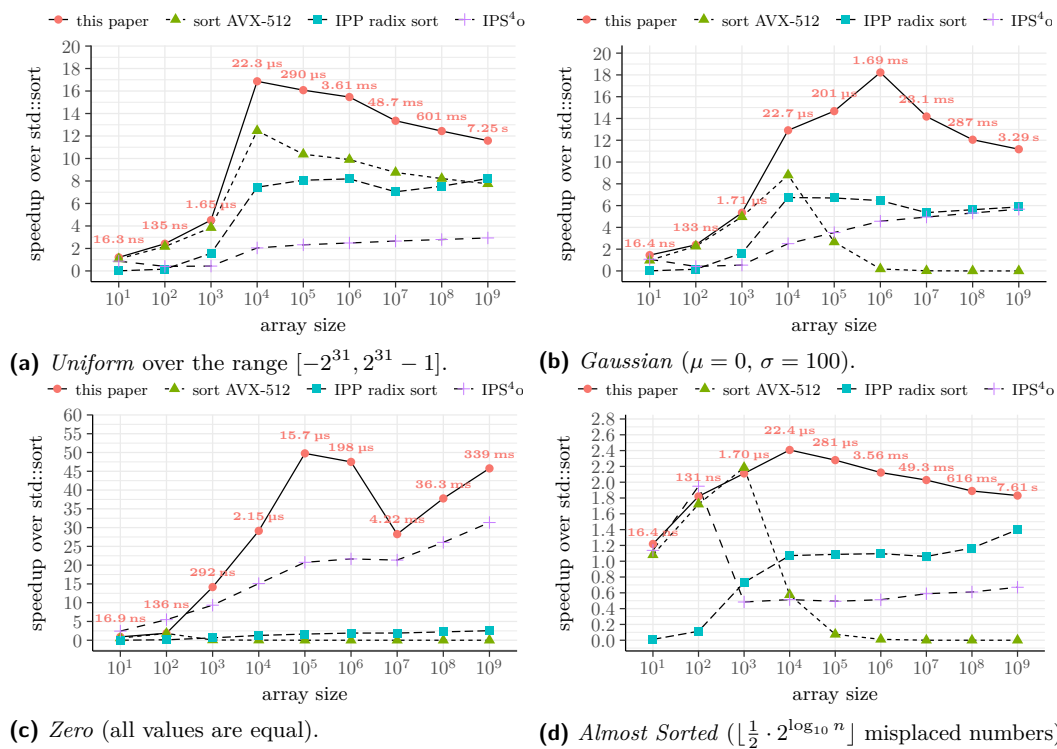 this paper sort AVX-512 IPP radix sort IPS⁴o
speedup over std::sort
20
18
16
14
12
10
8
6
4
2
0
16.3 ns
135 ns
1.65 µs
22.3 µs
290 µs
3.61 ms
48.7 ms
601 ms
7.25 s
10¹ 10² 10³ 10⁴ 10⁵ 10⁶ 10⁷ 10⁸ 10⁹
array size
(a) Uniform over the range [−2³¹, 2³¹ − 1].
this paper sort AVX-512 IPP radix sort IPS⁴o
speedup over std::sort
20
18
16
14
12
10
8
6
4
2
0
16.4 ns
133 ns
1.71 µs
22.7 µs
201 µs
1.69 ms
23.1 ms
287 ms
3.29 s
10¹ 10² 10³ 10⁴ 10⁵ 10⁶ 10⁷ 10⁸ 10⁹
array size
(b) Gaussian (μ = 0, σ = 100).
this paper sort AVX-512 IPP radix sort IPS⁴o
speedup over std::sort
60
55
50
45
40
35
30
25
20
15
10
5
0
16.9 ns
136 ns
292 ns
2.15 µs
15.7 µs
198 µs
4.22 ms
36.3 ms
339 ms
10¹ 10² 10³ 10⁴ 10⁵ 10⁶ 10⁷ 10⁸ 10⁹
array size
(c) Zero (all values are equal).
this paper sort AVX-512 IPP radix sort IPS⁴o
speedup over std::sort
2.8
2.6
2.4
2.2
2.0
1.8
1.6
1.4
1.2
1.0
0.8
0.6
0.4
0.2
0.0
16.4 ns
131 ns
1.70 µs
22.4 µs
281 µs
3.56 ms
49.3 ms
616 ms
7.61 s
10¹ 10² 10³ 10⁴ 10⁵ 10⁶ 10⁷ 10⁸ 10⁹
array size
(d) Almost Sorted (⌊½ · 2^{log₁₀ n}⌋ misplaced numbers)